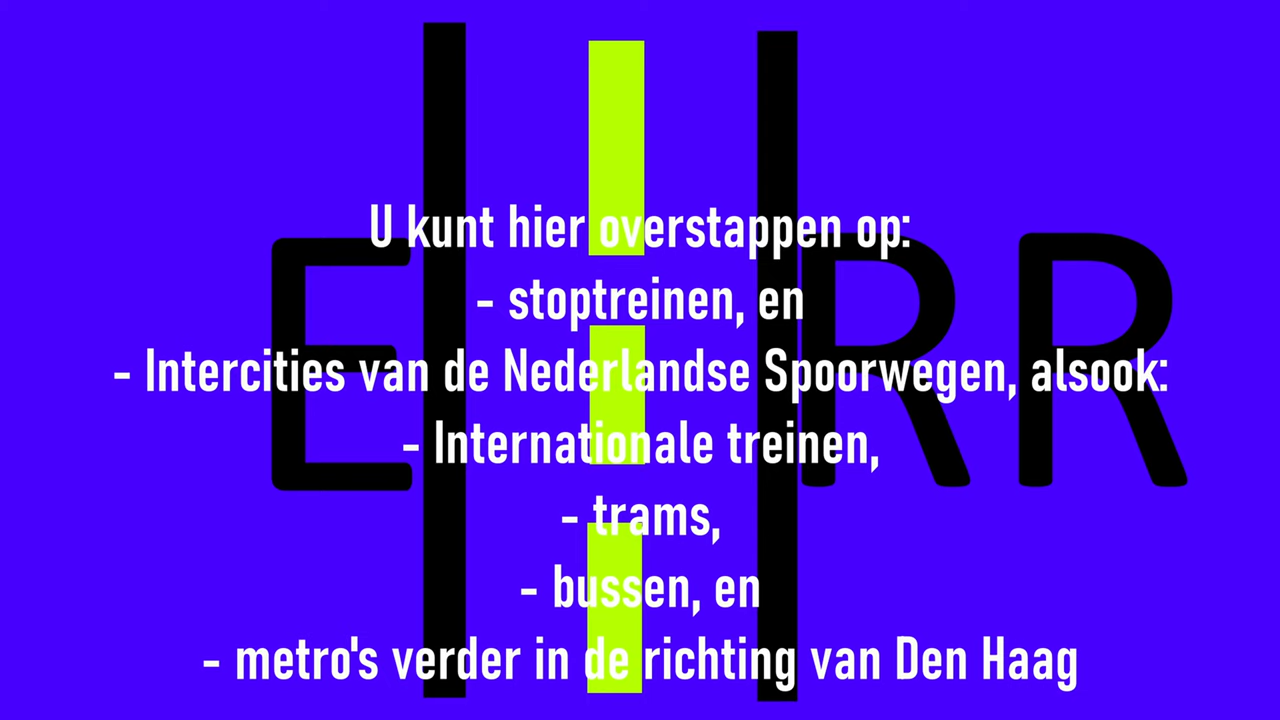 U kunt hier overstappen op:
- stoptreinen, en
- Intercities van de Nederlandse Spoorwegen, alsook:
- Internationale treinen,
- trams,
- bussen, en
- metro's verder in de richting van Den Haag
E RR